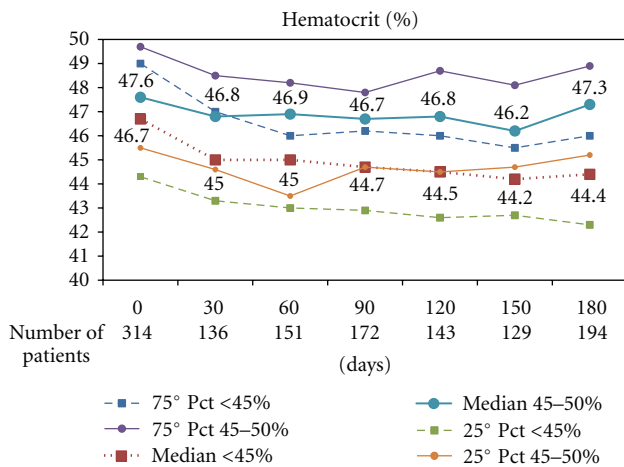 Hematocrit (%)
50
49
48
47
46
45
44
43
42
41
40
47.6
46.8
46.9
46.7
46.8
46.2
47.3
46.7
45
45
44.7
44.5
44.2
44.4
0 30 60 90 120 150 180
Number of patients 314 136 151 172 143 129 194
(days)
75° Pct <45%
75° Pct 45–50%
Median <45%
Median 45–50%
25° Pct <45%
25° Pct 45–50%